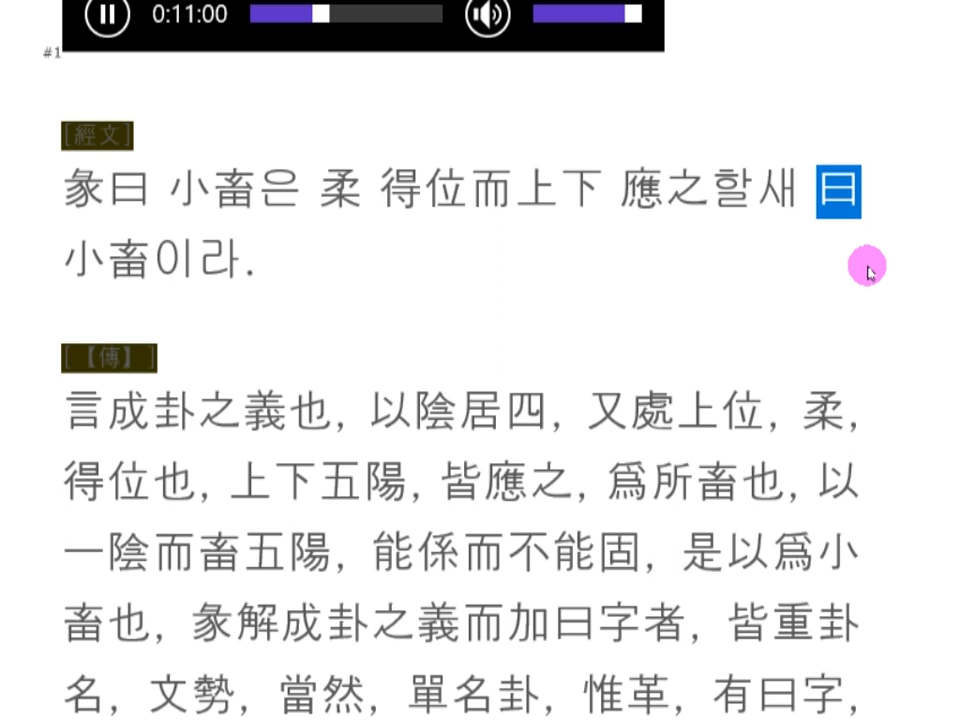 0:11:00
#1
[經文]
彖曰 小畜은 柔 得位而上下 應之할새 曰
小畜이라.
[【傳】]
言成卦之義也, 以陰居四, 又處上位, 柔,
得位也, 上下五陽, 皆應之, 爲所畜也, 以
一陰而畜五陽, 能係而不能固, 是以爲小
畜也, 彖解成卦之義而加曰字者, 皆重卦
名, 文勢, 當然, 單名卦, 惟革, 有曰字,